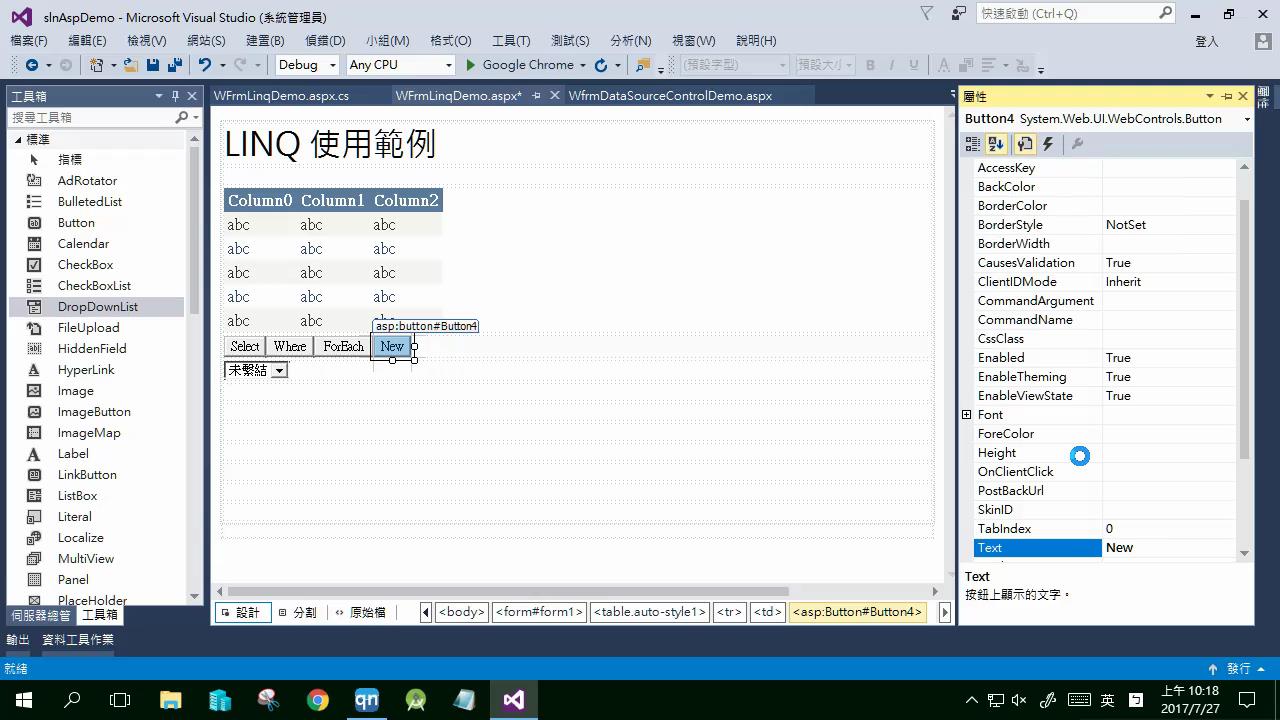 slnAspDemo - Microsoft Visual Studio (系統管理員)
快速啟動 (Ctrl+Q)
檔案(F) 編輯(E) 檢視(V) 網站(S) 建置(B) 偵錯(D) 小組(M) 格式(O) 工具(T) 測試(S) 分析(N) 視窗(W) 說明(H) 登入
Debug Any CPU Google Chrome (預設字型) (預設大小) B I U
工具箱
搜尋工具箱
標準
指標
AdRotator
BulletedList
Button
Calendar
CheckBox
CheckBoxList
DropDownList
FileUpload
HiddenField
HyperLink
Image
ImageButton
ImageMap
Label
LinkButton
ListBox
Literal
Localize
MultiView
Panel
PlaceHolder
伺服器總管 工具箱
WFrmLinqDemo.aspx.cs WFrmLinqDemo.aspx* WfrmDataSourceControlDemo.aspx
LINQ 使用範例
Column0 Column1 Column2
abc abc abc
abc abc abc
abc abc abc
abc abc abc
abc abc abc
asp:button#Button4
Select Where ForEach New
未繫結
設計 分割 原始檔 <body> <form#form1> <table.auto-style1> <tr> <td> <asp:Button#Button4>
屬性
Button4 System.Web.UI.WebControls.Button
AccessKey
BackColor
BorderColor
BorderStyle NotSet
BorderWidth
CausesValidation True
ClientIDMode Inherit
CommandArgument
CommandName
CssClass
Enabled True
EnableTheming True
EnableViewState True
Font
ForeColor
Height
OnClientClick
PostBackUrl
SkinID
TabIndex 0
Text New
Text
按鈕上顯示的文字。
輸出 資料工具作業
就緒 發行
英 上午 10:18
2017/7/27